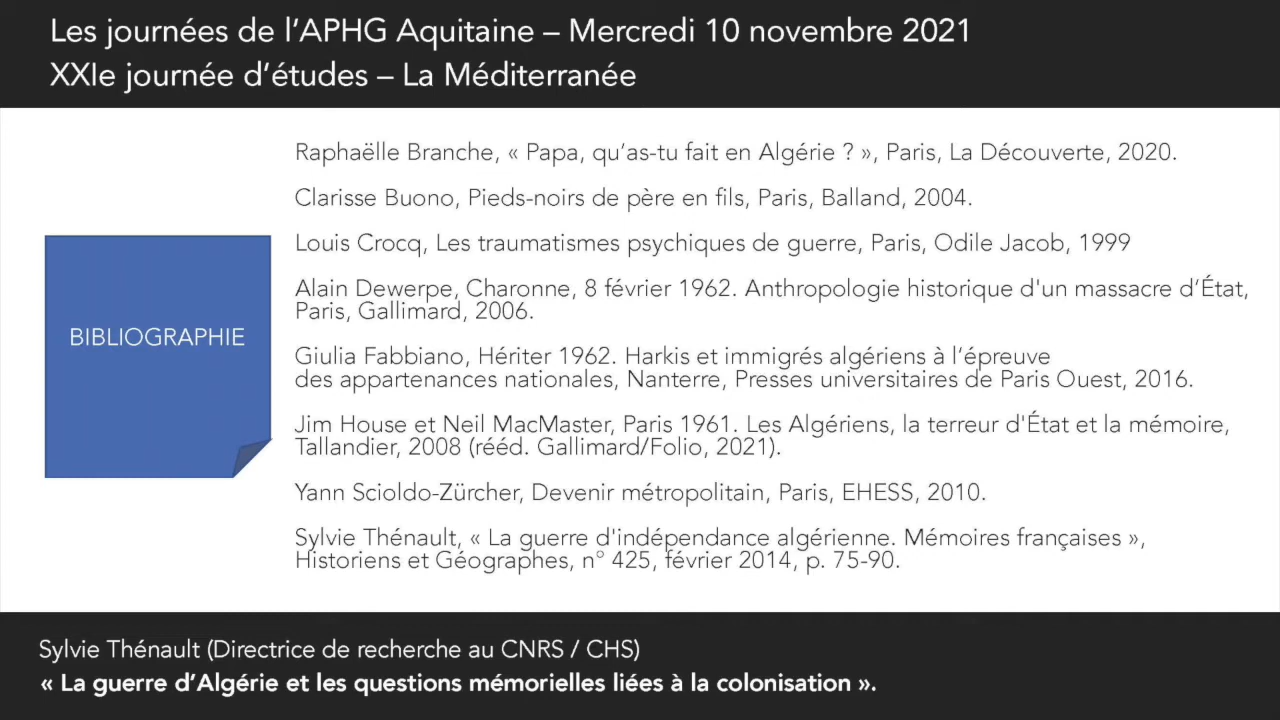 Les journées de l’APHG Aquitaine – Mercredi 10 novembre 2021
XXIe journée d’études – La Méditerranée
BIBLIOGRAPHIE
Raphaëlle Branche, « Papa, qu’as-tu fait en Algérie ? », Paris, La Découverte, 2020.
Clarisse Buono, Pieds-noirs de père en fils, Paris, Balland, 2004.
Louis Crocq, Les traumatismes psychiques de guerre, Paris, Odile Jacob, 1999
Alain Dewerpe, Charonne, 8 février 1962. Anthropologie historique d'un massacre d’État,
Paris, Gallimard, 2006.
Giulia Fabbiano, Hériter 1962. Harkis et immigrés algériens à l’épreuve
des appartenances nationales, Nanterre, Presses universitaires de Paris Ouest, 2016.
Jim House et Neil MacMaster, Paris 1961. Les Algériens, la terreur d'État et la mémoire,
Tallandier, 2008 (rééd. Gallimard/Folio, 2021).
Yann Scioldo-Zürcher, Devenir métropolitain, Paris, EHESS, 2010.
Sylvie Thénault, « La guerre d'indépendance algérienne. Mémoires françaises »,
Historiens et Géographes, n° 425, février 2014, p. 75-90.
Sylvie Thénault (Directrice de recherche au CNRS / CHS)
« La guerre d’Algérie et les questions mémorielles liées à la colonisation ».